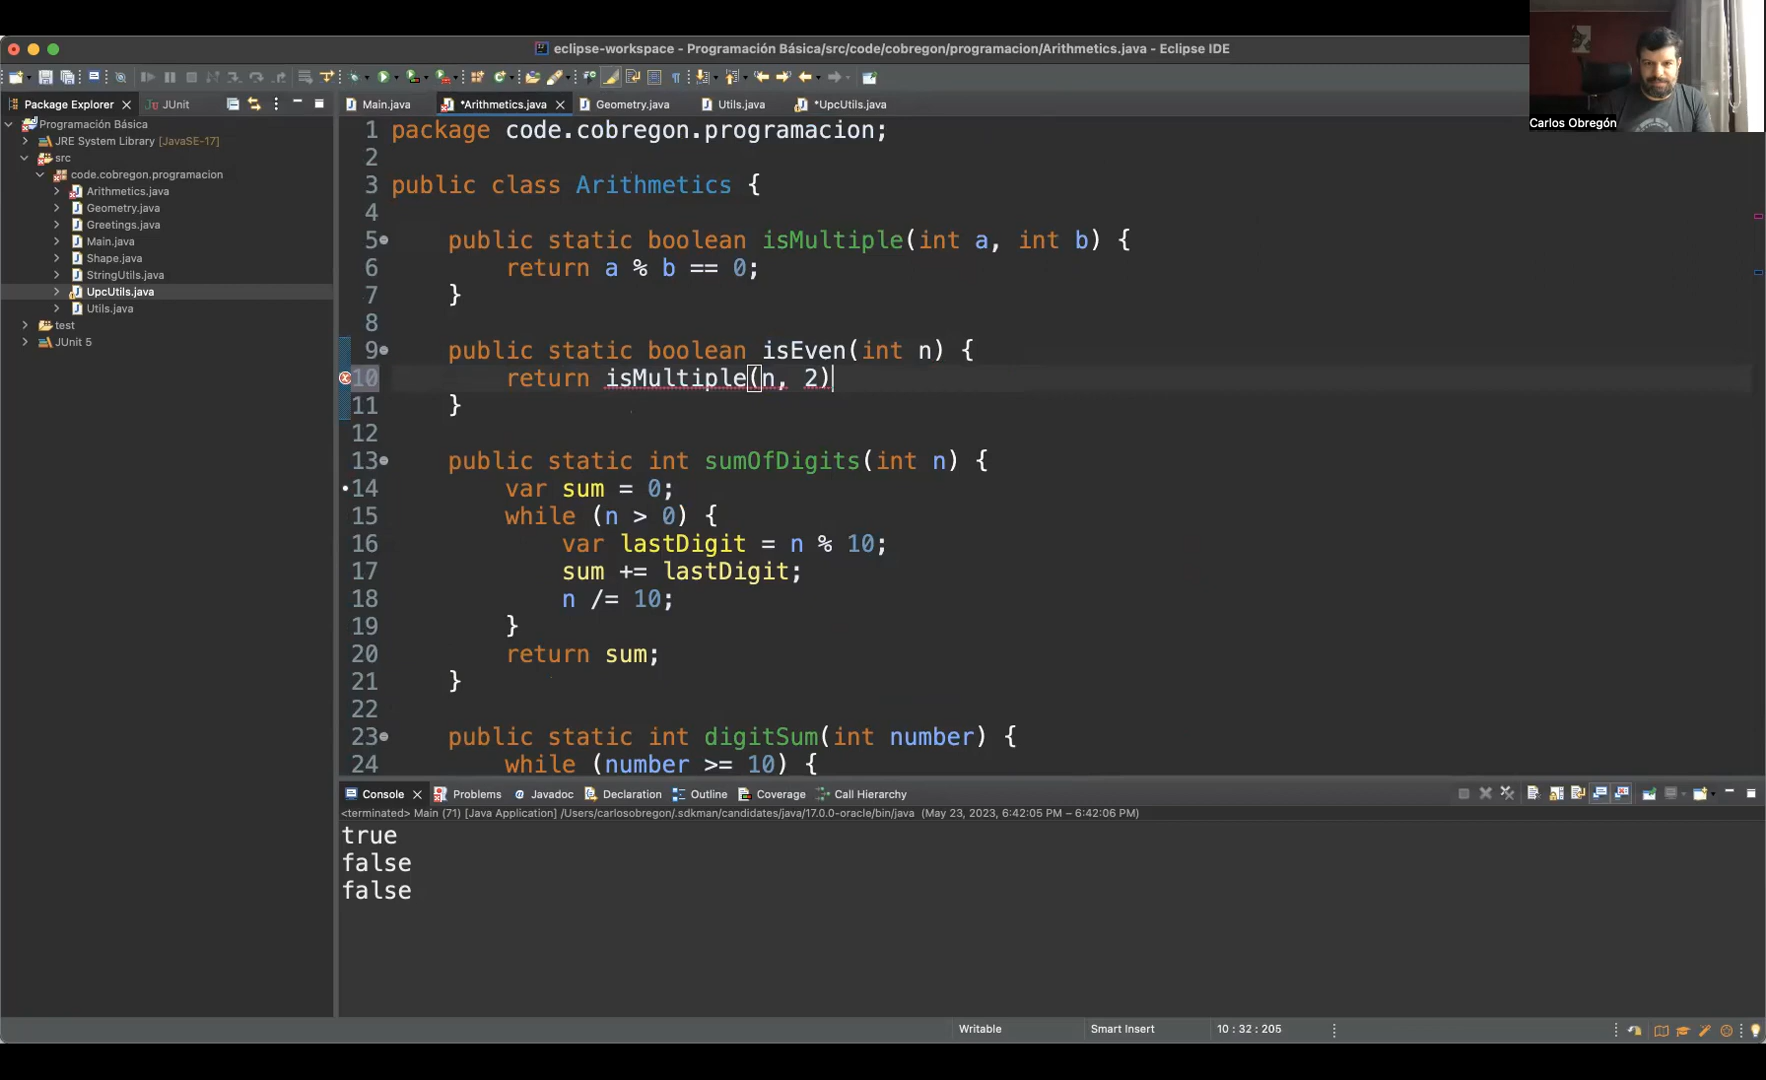 eclipse-workspace - Programación Básica/src/code/cobregon/programacion/Arithmetics.java - Eclipse IDE
Carlos Obregón
Package Explorer
JUnit
Main.java
*Arithmetics.java
Geometry.java
Utils.java
*UpcUtils.java
Programación Básica
JRE System Library [JavaSE-17]
src
code.cobregon.programacion
Arithmetics.java
Geometry.java
Greetings.java
Main.java
Shape.java
StringUtils.java
UpcUtils.java
Utils.java
test
JUnit 5
1 package code.cobregon.programacion;
2
3 public class Arithmetics {
4
5 public static boolean isMultiple(int a, int b) {
6 return a % b == 0;
7 }
8
9 public static boolean isEven(int n) {
10 return isMultiple(n, 2)
11 }
12
13 public static int sumOfDigits(int n) {
14 var sum = 0;
15 while (n > 0) {
16 var lastDigit = n % 10;
17 sum += lastDigit;
18 n /= 10;
19 }
20 return sum;
21 }
22
23 public static int digitSum(int number) {
24 while (number >= 10) {
Console
Problems
Javadoc
Declaration
Outline
Coverage
Call Hierarchy
<terminated> Main (71) [Java Application] /Users/carlosobregon/.sdkman/candidates/java/17.0.0-oracle/bin/java (May 23, 2023, 6:42:05 PM – 6:42:06 PM)
true
false
false
Writable
Smart Insert
10 : 32 : 205